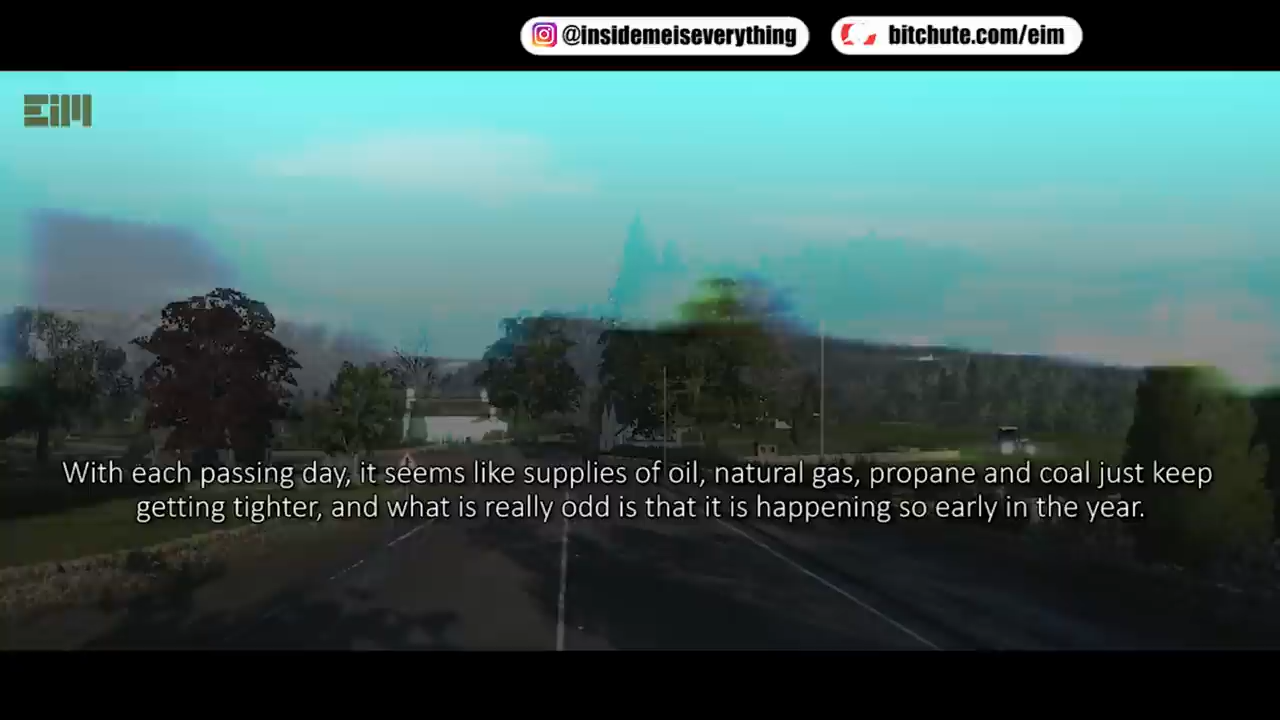 @insidemeiseverything
bitchute.com/eim
EiM
With each passing day, it seems like supplies of oil, natural gas, propane and coal just keep
getting tighter, and what is really odd is that it is happening so early in the year.